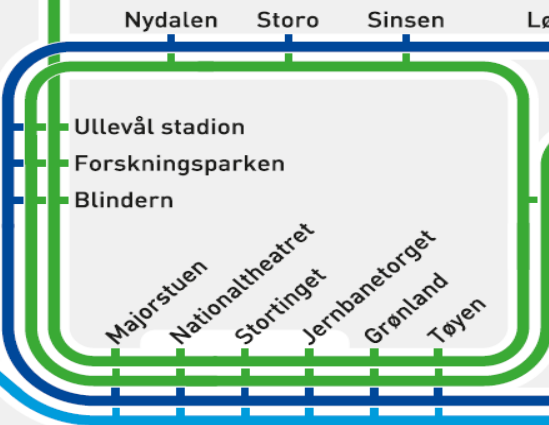 Nydalen
Storo
Sinsen
Ullevål stadion
Forskningsparken
Blindern
Majorstuen
Nationaltheatret
Stortinget
Jernbanetorget
Grønland
Tøyen